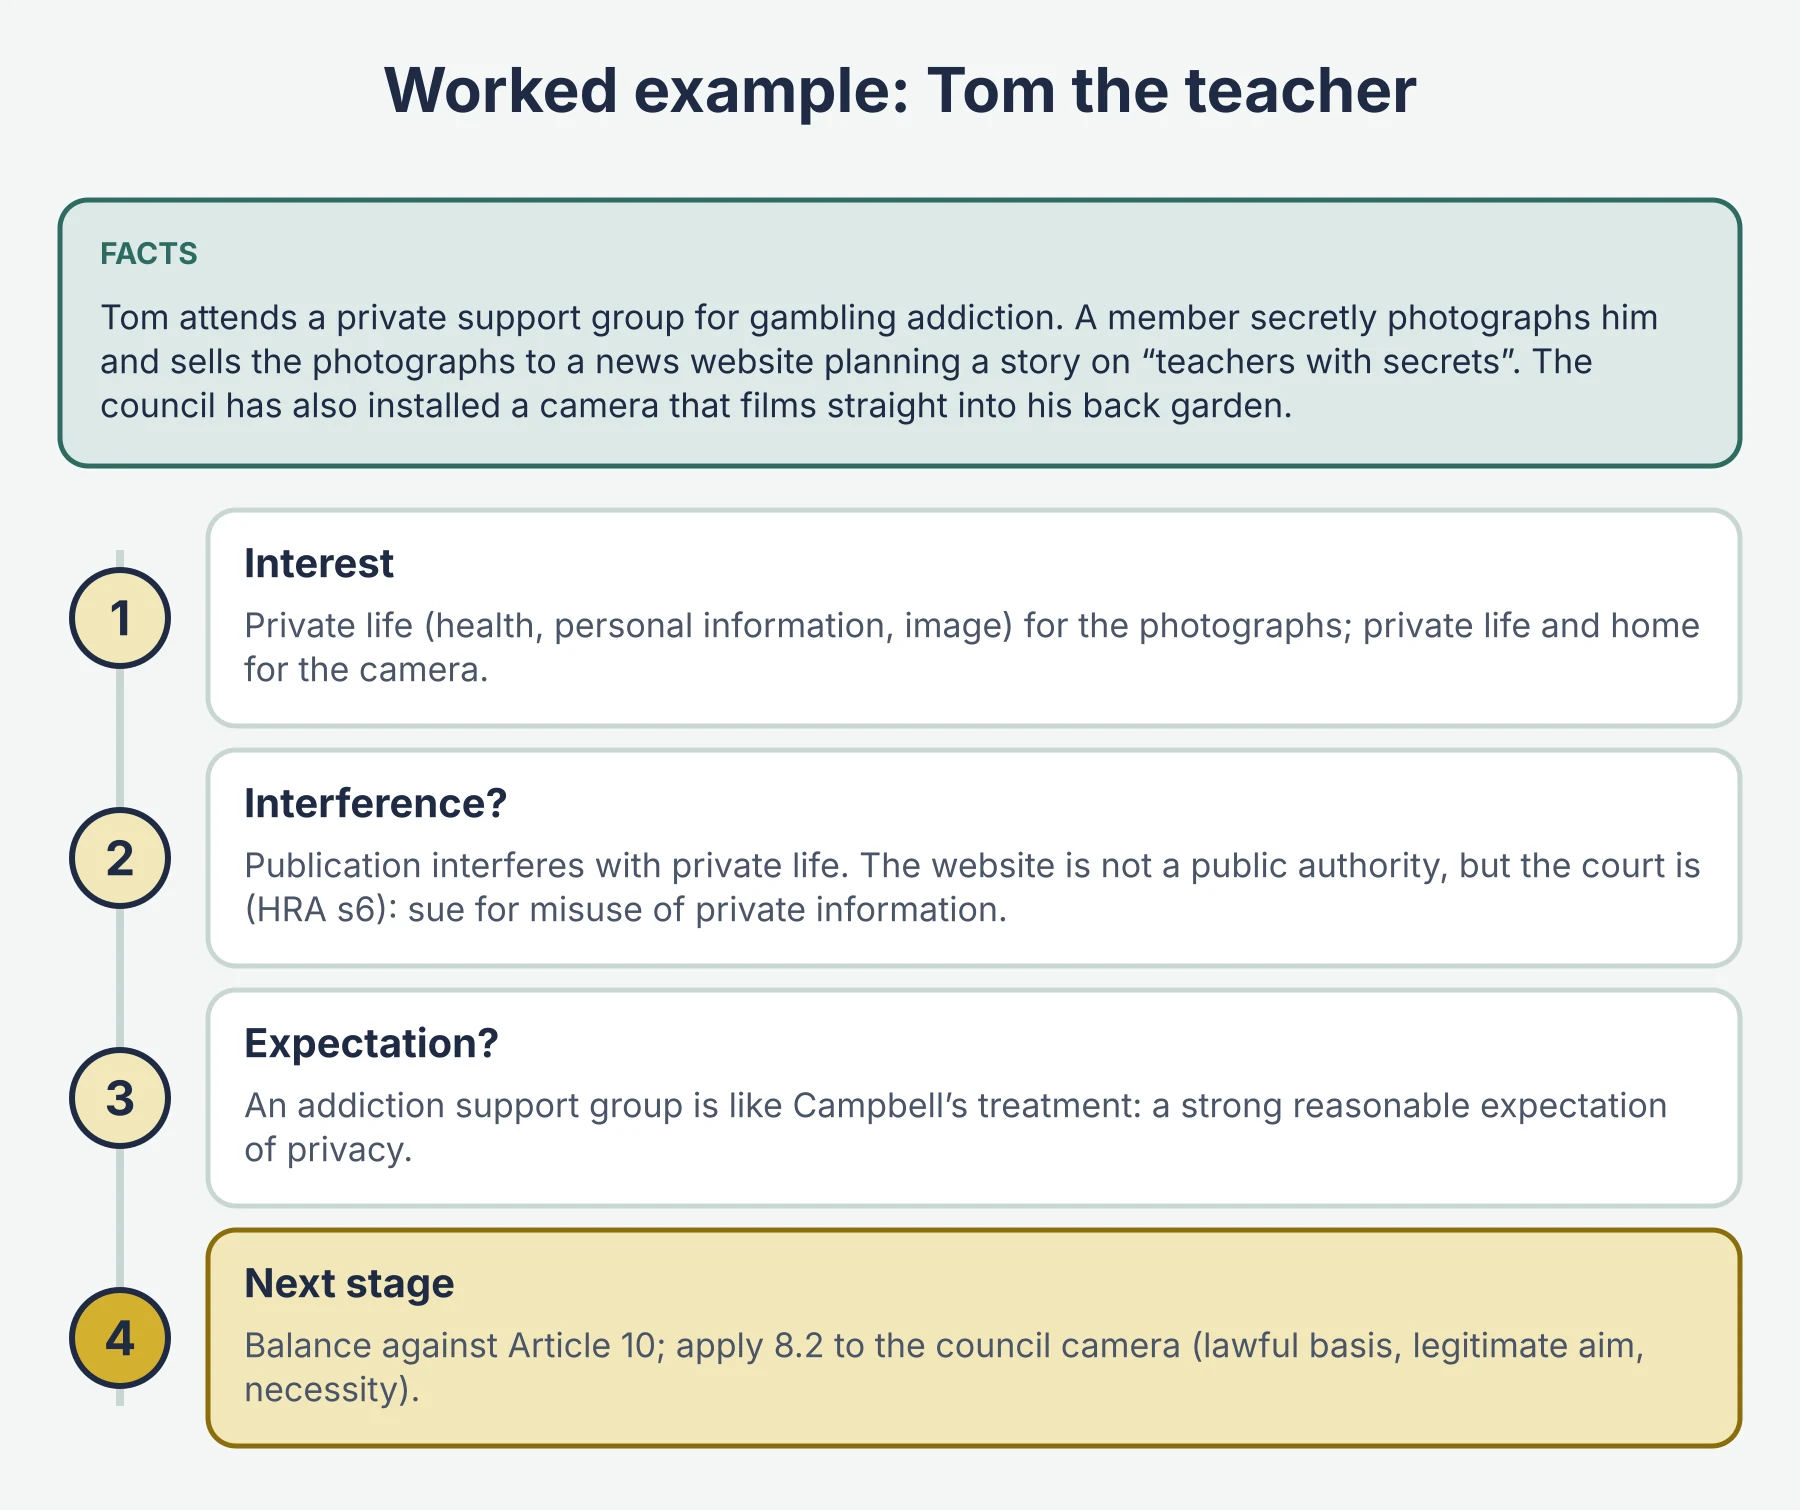 Worked example: Tom the teacher
FACTS
Tom attends a private support group for gambling addiction. A member secretly photographs him
and sells the photographs to a news website planning a story on “teachers with secrets”. The
council has also installed a camera that films straight into his back garden.
1
Interest
Private life (health, personal information, image) for the photographs; private life and home
for the camera.
2
Interference?
Publication interferes with private life. The website is not a public authority, but the court is
(HRA s6): sue for misuse of private information.
3
Expectation?
An addiction support group is like Campbell’s treatment: a strong reasonable expectation
of privacy.
4
Next stage
Balance against Article 10; apply 8.2 to the council camera (lawful basis, legitimate aim,
necessity).